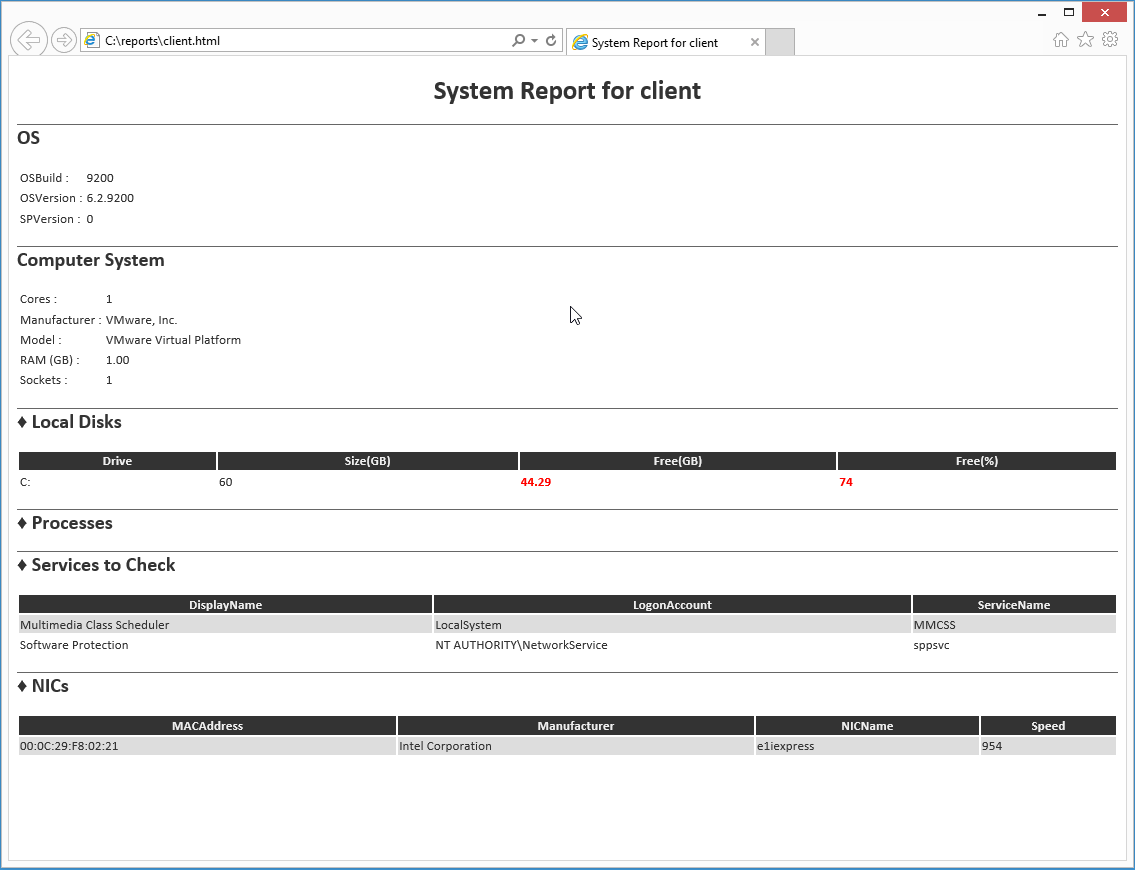 C:\reports\client.html
System Report for client
System Report for client
OS
OSBuild : 9200
OSVersion : 6.2.9200
SPVersion : 0
Computer System
Cores : 1
Manufacturer : VMware, Inc.
Model : VMware Virtual Platform
RAM (GB) : 1.00
Sockets : 1
♦ Local Disks
Drive Size(GB) Free(GB) Free(%)
C: 60 44.29 74
♦ Processes
♦ Services to Check
DisplayName LogonAccount ServiceName
Multimedia Class Scheduler LocalSystem MMCSS
Software Protection NT AUTHORITY\NetworkService sppsvc
♦ NICs
MACAddress Manufacturer NICName Speed
00:0C:29:F8:02:21 Intel Corporation e1iexpress 954